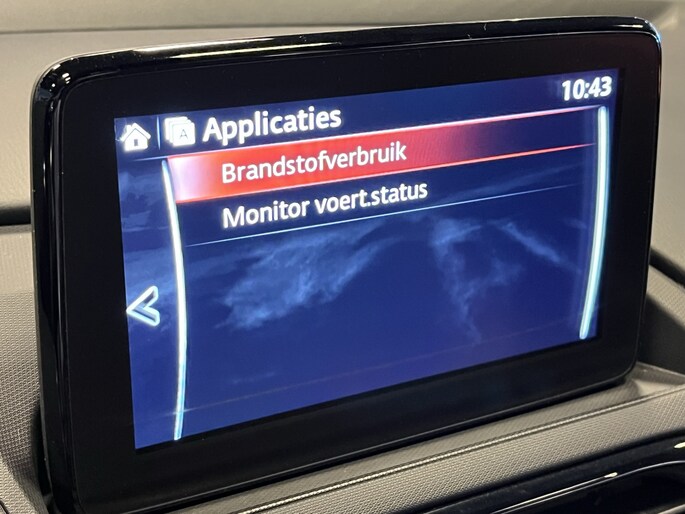 10:43
Applicaties
Brandstofverbruik
Monitor voert.status